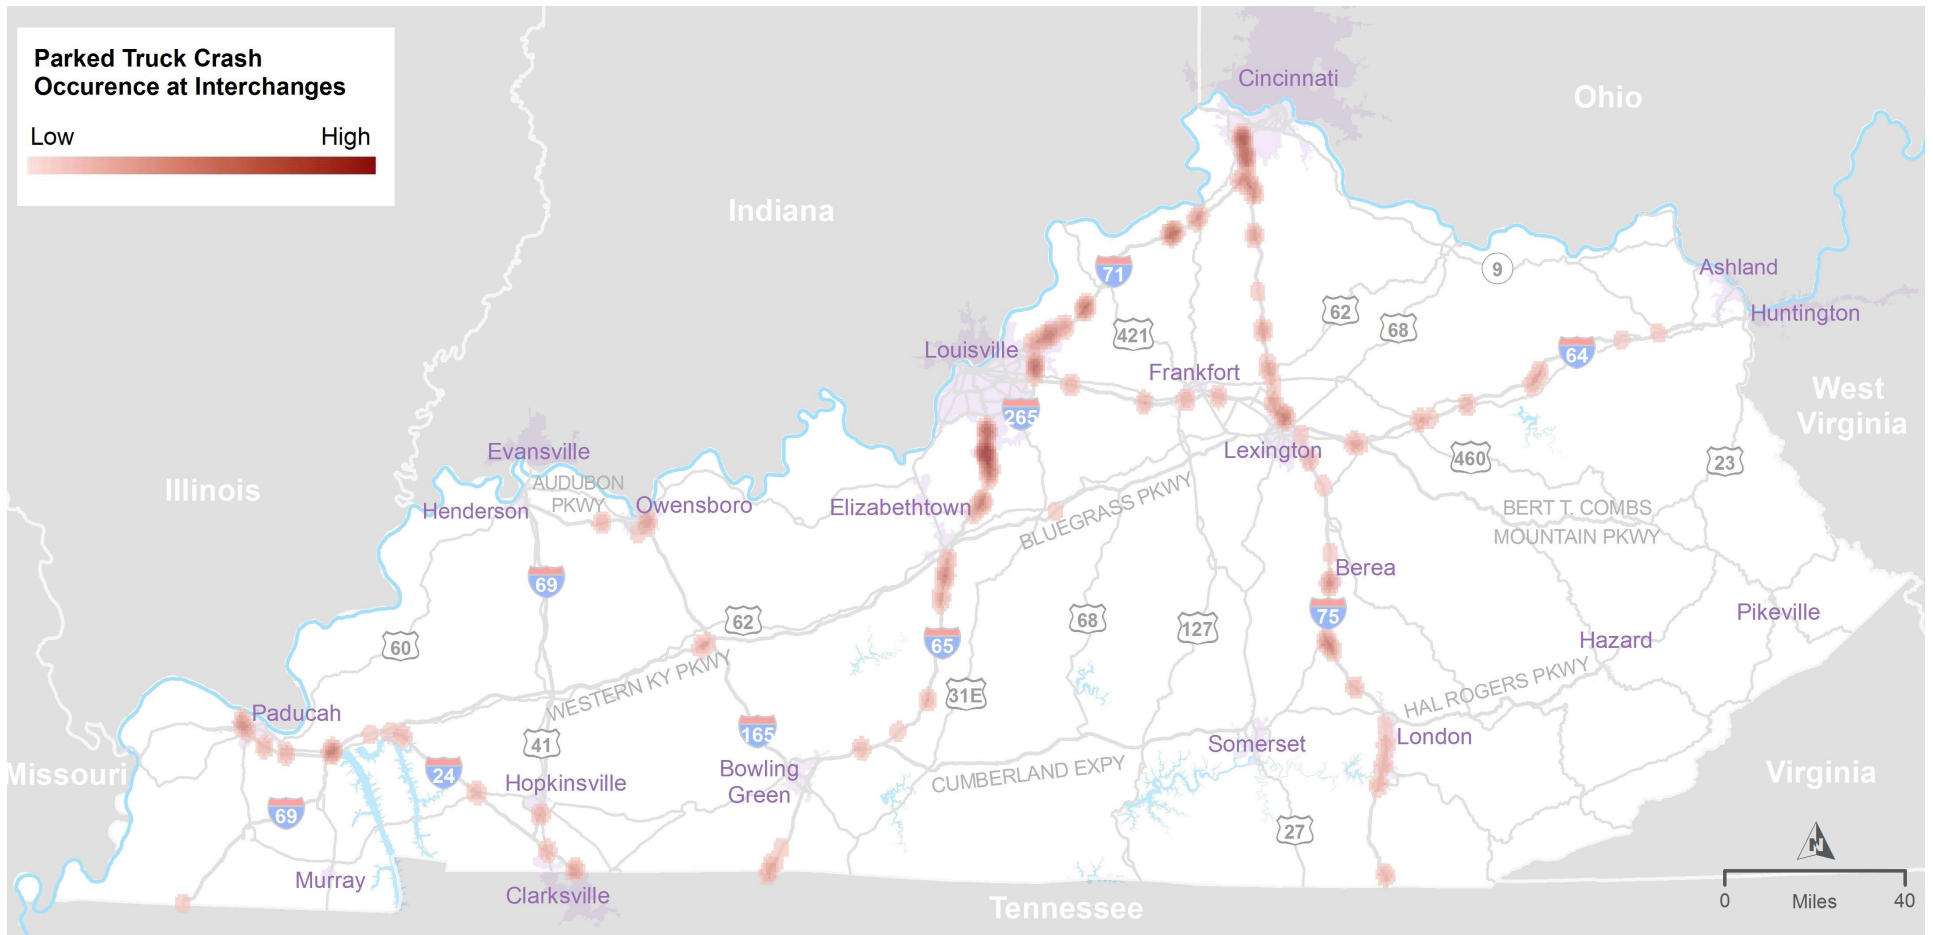 Parked Truck Crash
Occurence at Interchanges
Low
High
Cincinnati
Ohio
Indiana
71
9
Ashland
Huntington
62
68
421
Louisville
Frankfort
64
West
Virginia
265
Evansville
Lexington
460
23
Illinois
AUDUBON
PKWY
Henderson
Owensboro
Elizabethtown
BLUEGRASS PKWY
BERT T. COMBS
MOUNTAIN PKWY
69
Berea
75
Pikeville
60
62
65
68
127
Hazard
WESTERN KY PKWY
31E
HAL ROGERS PKWY
Paducah
165
41
Somerset
London
Missouri
24
Hopkinsville
Bowling
Green
CUMBERLAND EXPY
Virginia
69
27
N
Murray
Clarksville
Tennessee
0
Miles
40